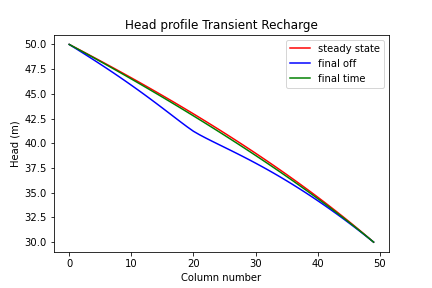 Head profile Transient Recharge
steady state
final off
final time
50.0
47.5
45.0
42.5
40.0
37.5
35.0
32.5
30.0
Head (m)
0 10 20 30 40 50
Column number